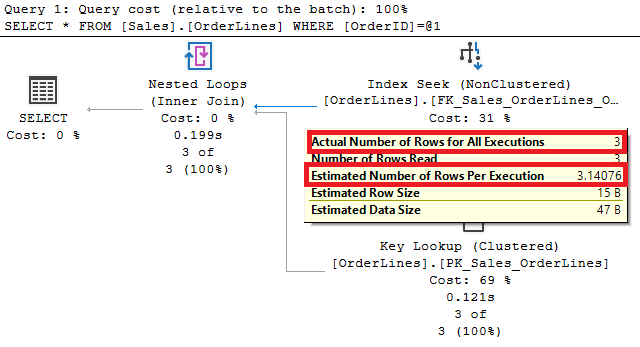 Query 1: Query cost (relative to the batch): 100%
SELECT * FROM [Sales].[OrderLines] WHERE [OrderID]=@1
SELECT
Cost: 0 %
Nested Loops
(Inner Join)
Cost: 0 %
0.199s
3 of
3 (100%)
Index Seek (NonClustered)
[OrderLines].[FK_Sales_OrderLines_O…
Cost: 31 %
Actual Number of Rows for All Executions 3
Number of Rows Read 3
Estimated Number of Rows Per Execution 3.14076
Estimated Row Size 15 B
Estimated Data Size 47 B
Key Lookup (Clustered)
[OrderLines].[PK_Sales_OrderLines]
Cost: 69 %
0.121s
3 of
3 (100%)